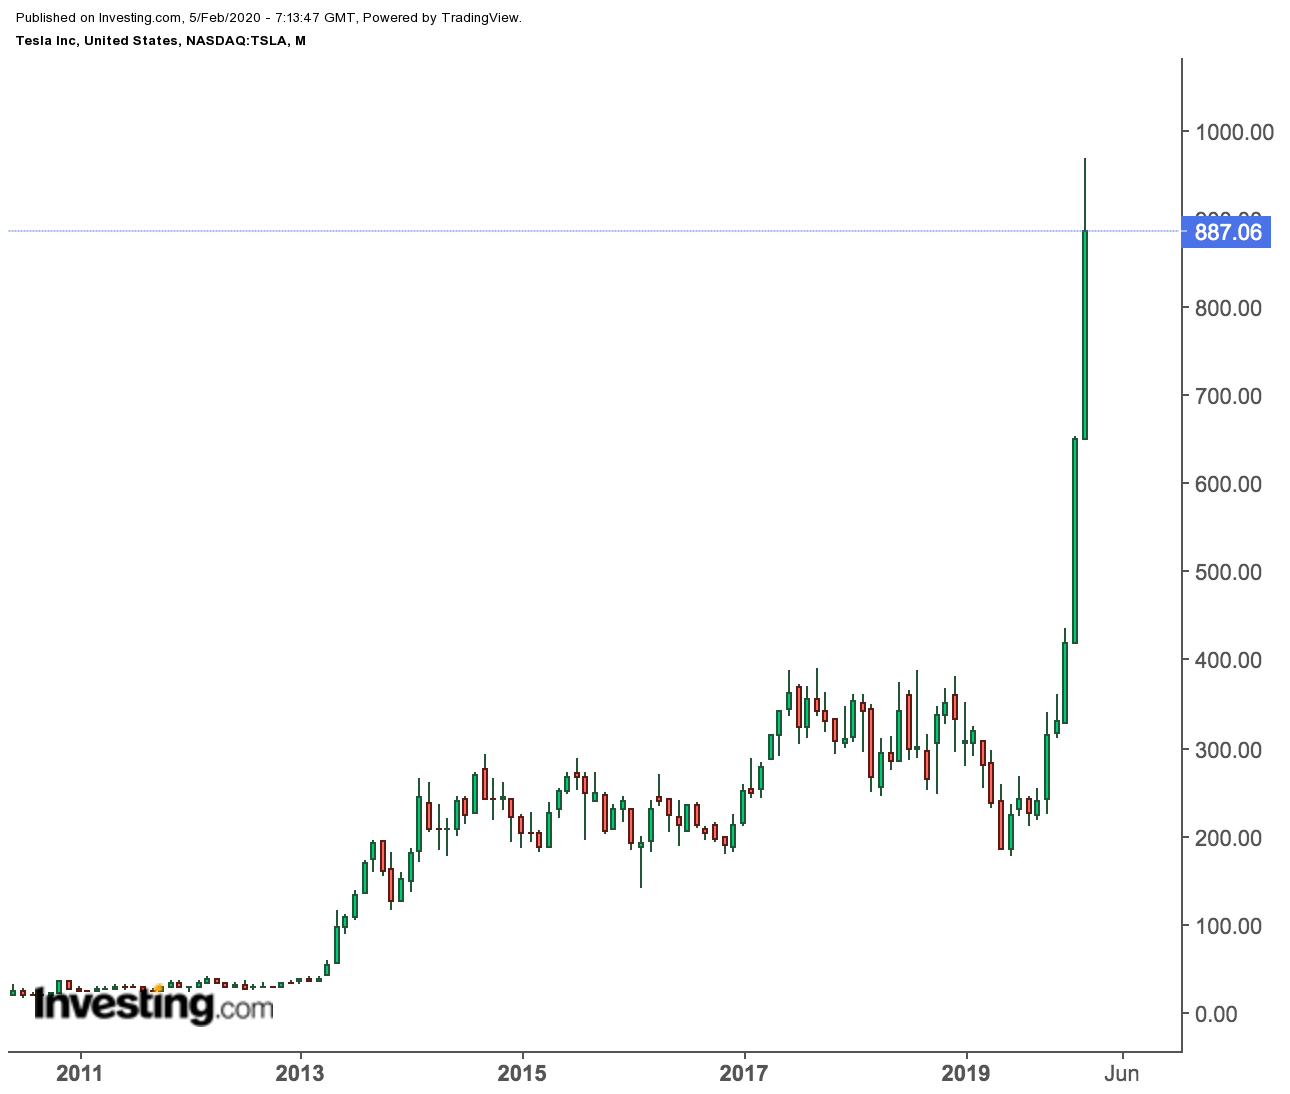 Published on Investing.com, 5/Feb/2020 - 7:13:47 GMT, Powered by TradingView.
Tesla Inc, United States, NASDAQ:TSLA, M
1000.00
887.06
800.00
700.00
600.00
500.00
400.00
300.00
200.00
100.00
0.00
Investing.com
2011 2013 2015 2017 2019 Jun